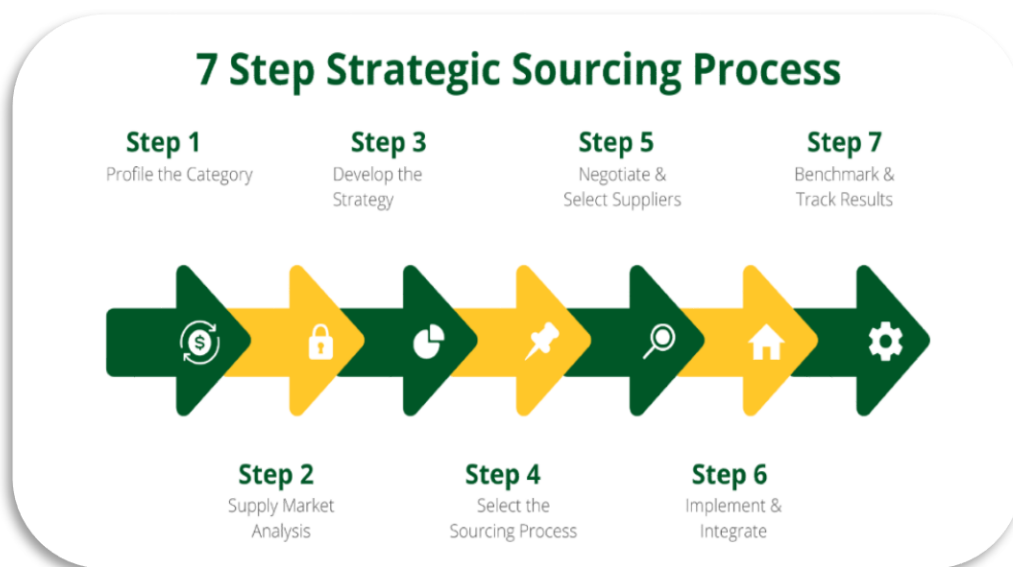 7 Step Strategic Sourcing Process
Step 1
Profile the Category
Step 2
Supply Market
Analysis
Step 3
Develop the
Strategy
Step 4
Select the
Sourcing Process
Step 5
Negotiate &
Select Suppliers
Step 6
Implement &
Integrate
Step 7
Benchmark &
Track Results
$